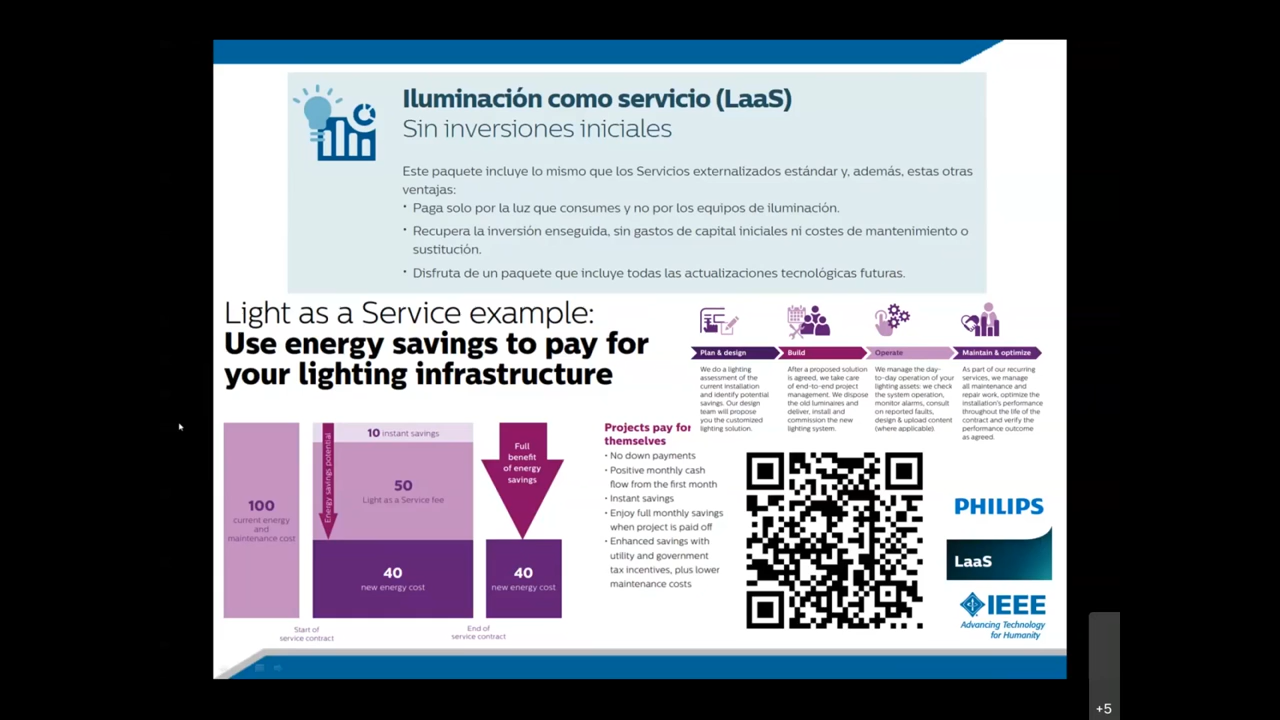 Iluminación como servicio (LaaS)
Sin inversiones iniciales
Este paquete incluye lo mismo que los Servicios externalizados estándar y, además, estas otras
ventajas:
· Paga solo por la luz que consumes y no por los equipos de iluminación.
· Recupera la inversión enseguida, sin gastos de capital iniciales ni costes de mantenimiento o
sustitución.
· Disfruta de un paquete que incluye todas las actualizaciones tecnológicas futuras.
Light as a Service example:
Use energy savings to pay for
your lighting infrastructure
Plan & design
We do a lighting
assessment of the
current installation
and identify potential
savings. Our design
team will propose
you the customized
lighting solution.
Build
After a proposed solution
is agreed, we take care
of end-to-end project
management. We dispose
the old luminaires and
deliver, install and
commission the new
lighting system.
Operate
We manage the day-
to-day operation of your
lighting assets: we check
the system operation,
monitor alarms, consult
on reported faults,
design & upload content
(where applicable).
Maintain & optimize
As part of our recurring
services, we manage
all maintenance and
repair work, optimize the
installation's performance
throughout the life of the
contract and verify the
performance outcome
as agreed.
100
current energy
and
maintenance cost
Energy savings potential
10 instant savings
50
Light as a Service fee
40
new energy cost
Full
benefit
of energy
savings
40
new energy cost
Start of
service contract
End of
service contract
Projects pay for
themselves
· No down payments
· Positive monthly cash
flow from the first month
· Instant savings
· Enjoy full monthly savings
when project is paid off
· Enhanced savings with
utility and government
tax incentives, plus lower
maintenance costs
PHILIPS
LaaS
IEEE
Advancing Technology
for Humanity
+5